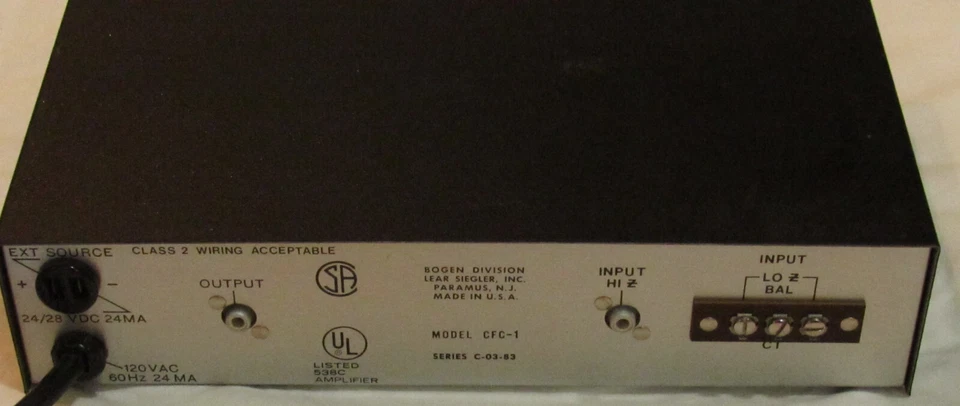 EXT SOURCE
CLASS 2 WIRING ACCEPTABLE
+ -
24/28 VDC 24MA
120VAC
60Hz 24 MA
OUTPUT
SA
UL
LISTED
538C
AMPLIFIER
BOGEN DIVISION
LEAR SIEGLER, INC.
PARAMUS, N.J.
MADE IN U.S.A.
MODEL CFC-1
SERIES C-03-83
INPUT
HI Z
INPUT
LO Z
BAL
CT